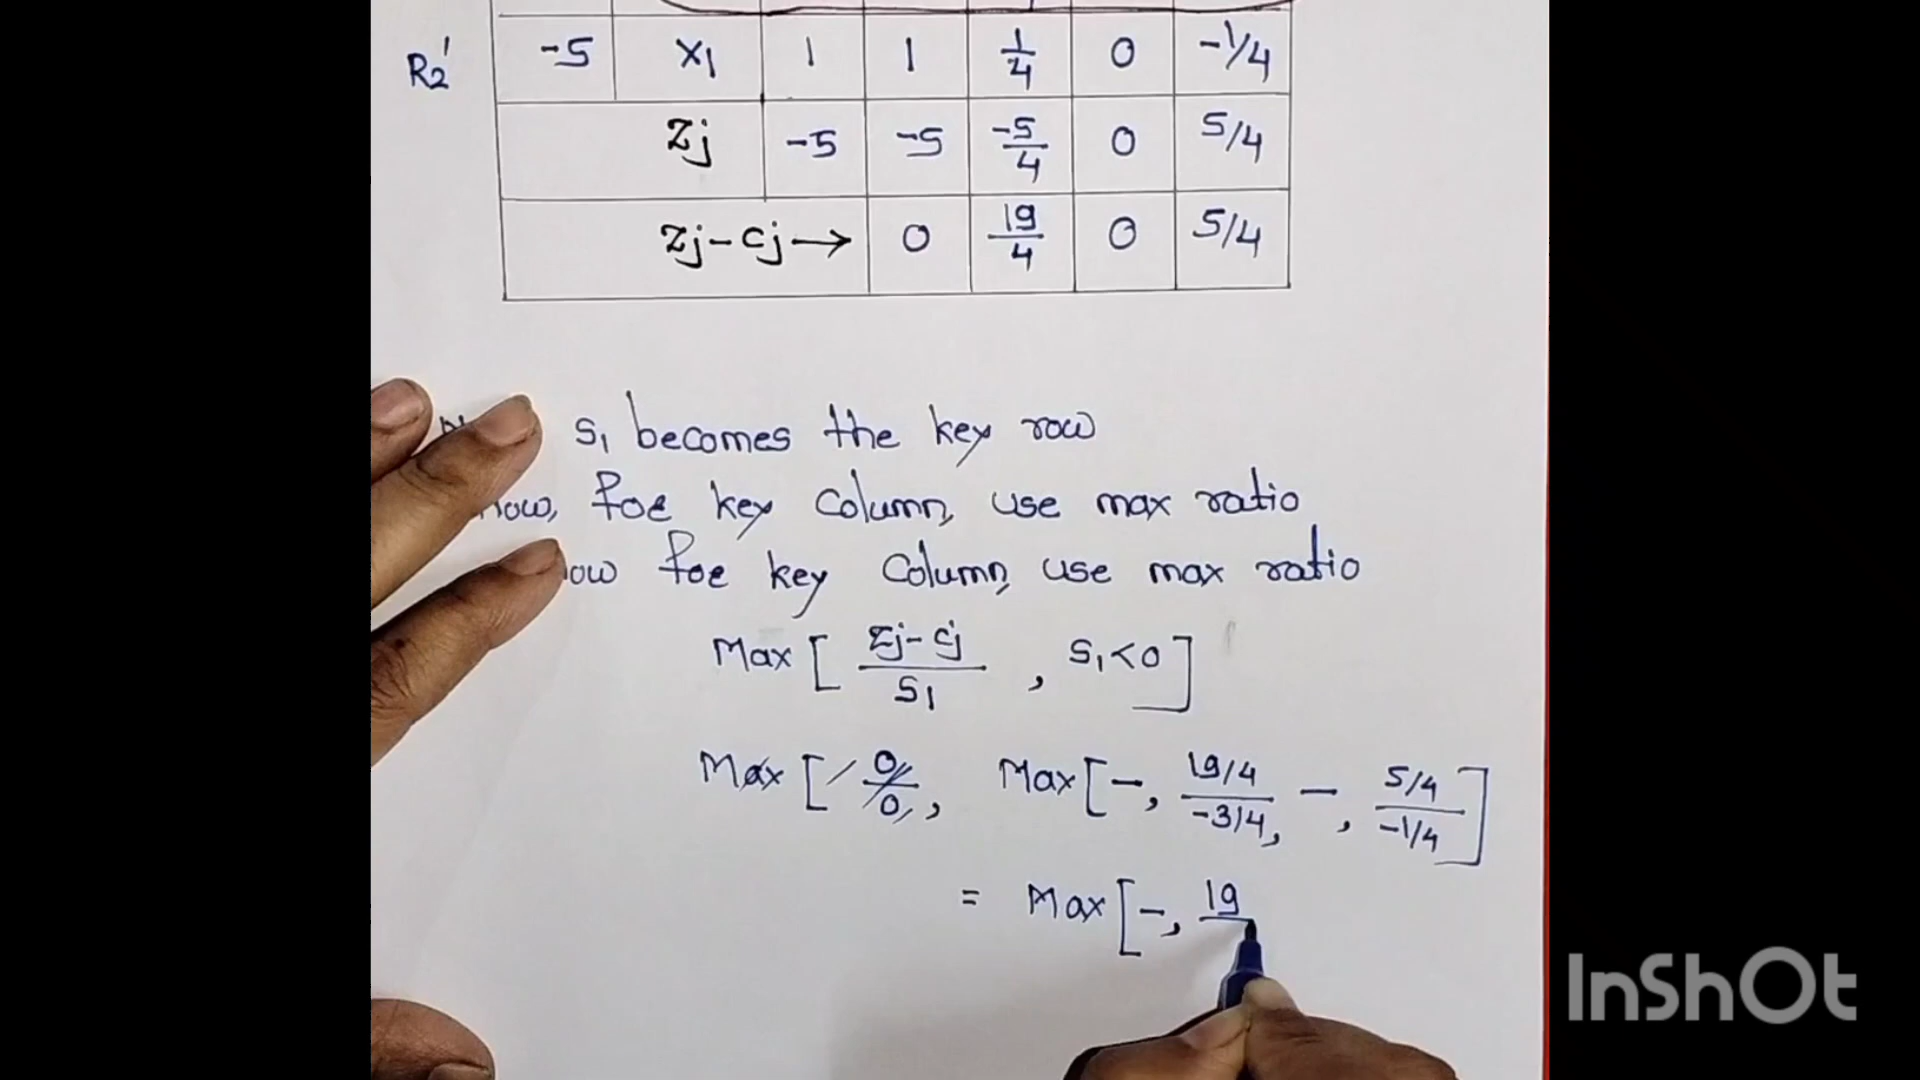 R2' -5 x1 1 1 1/4 0 -1/4
Zj -5 -5 -5/4 0 5/4
Zj-Cj→ 0 19/4 0 5/4
S1 becomes the key row
now, for key column, use max ratio
ow for key column, use max ratio
Max [ Zj-Cj / S1 , S1<0 ]
Max [ 0/0, Max [-, 19/4 / -3/4, -, 5/4 / -1/4 ]
= Max [-, 19
InShOt